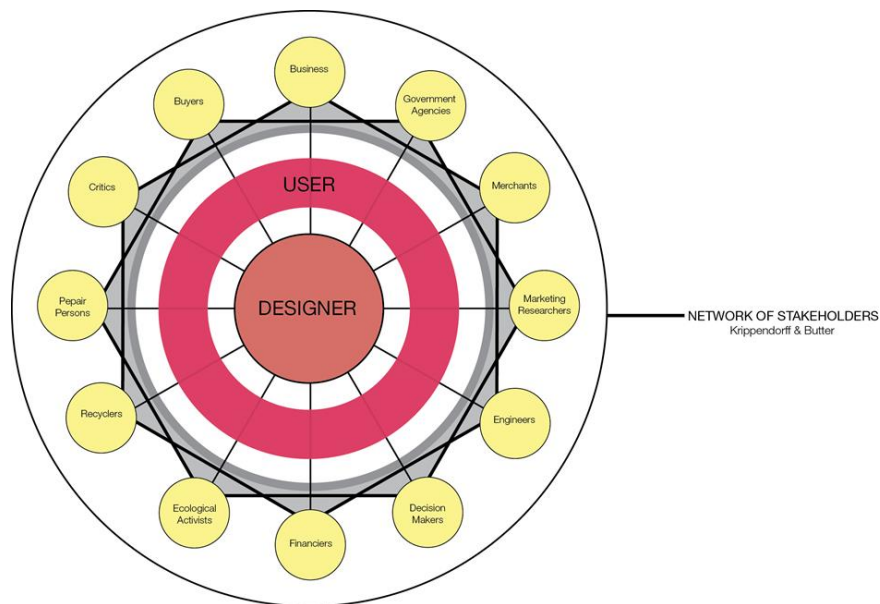 Business
Buyers
Government
Agencies
Critics
USER
Merchants
Pepair
Persons
DESIGNER
Marketing
Researchers
NETWORK OF STAKEHOLDERS
Krippendorff & Butter
Recyclers
Engineers
Ecological
Activists
Decision
Makers
Financiers